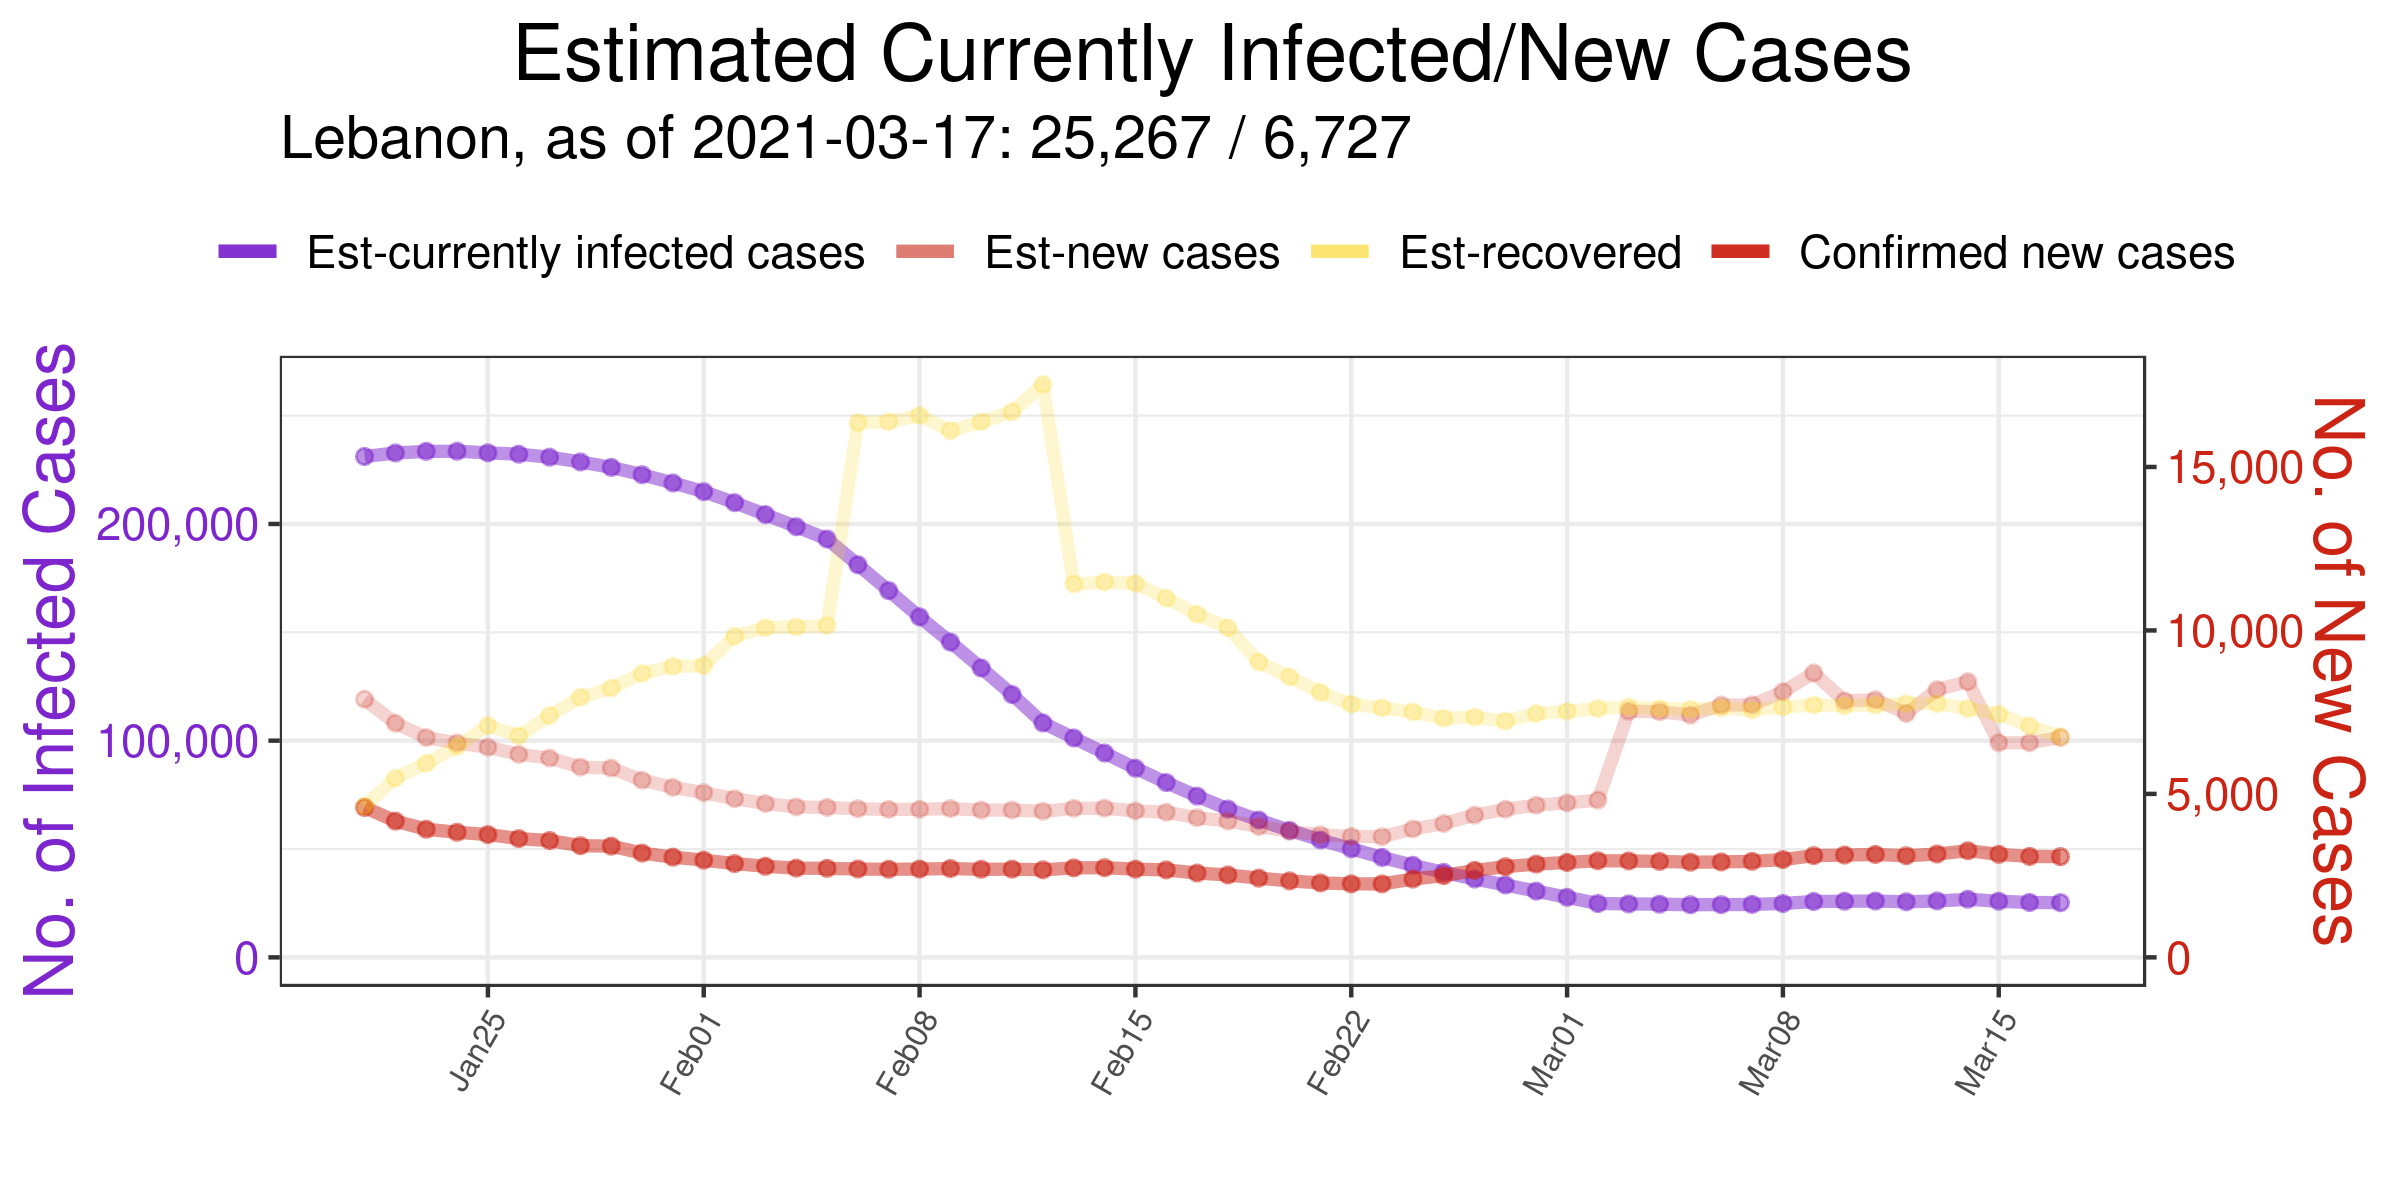 Estimated Currently Infected/New Cases
Lebanon, as of 2021-03-17: 25,267 / 6,727
Est-currently infected cases Est-new cases Est-recovered Confirmed new cases
No. of Infected Cases
200,000
100,000
0
15,000
10,000
5,000
0
No. of New Cases
Jan25 Feb01 Feb08 Feb15 Feb22 Mar01 Mar08 Mar15